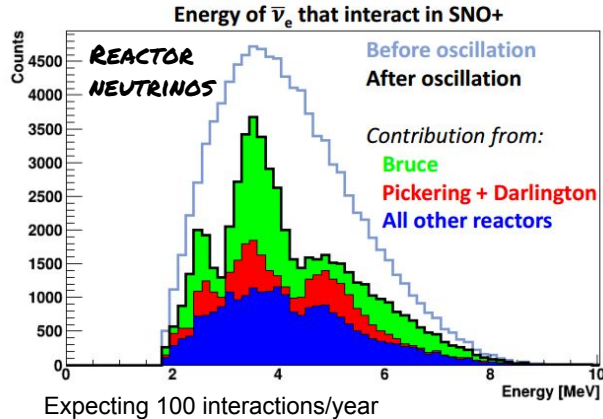 Energy of ν̅e that interact in SNO+
Counts
REACTOR
NEUTRINOS
Before oscillation
After oscillation
Contribution from:
Bruce
Pickering + Darlington
All other reactors
4500
4000
3500
3000
2500
2000
1500
1000
500
0
0 2 4 6 8 10
Energy [MeV]
Expecting 100 interactions/year